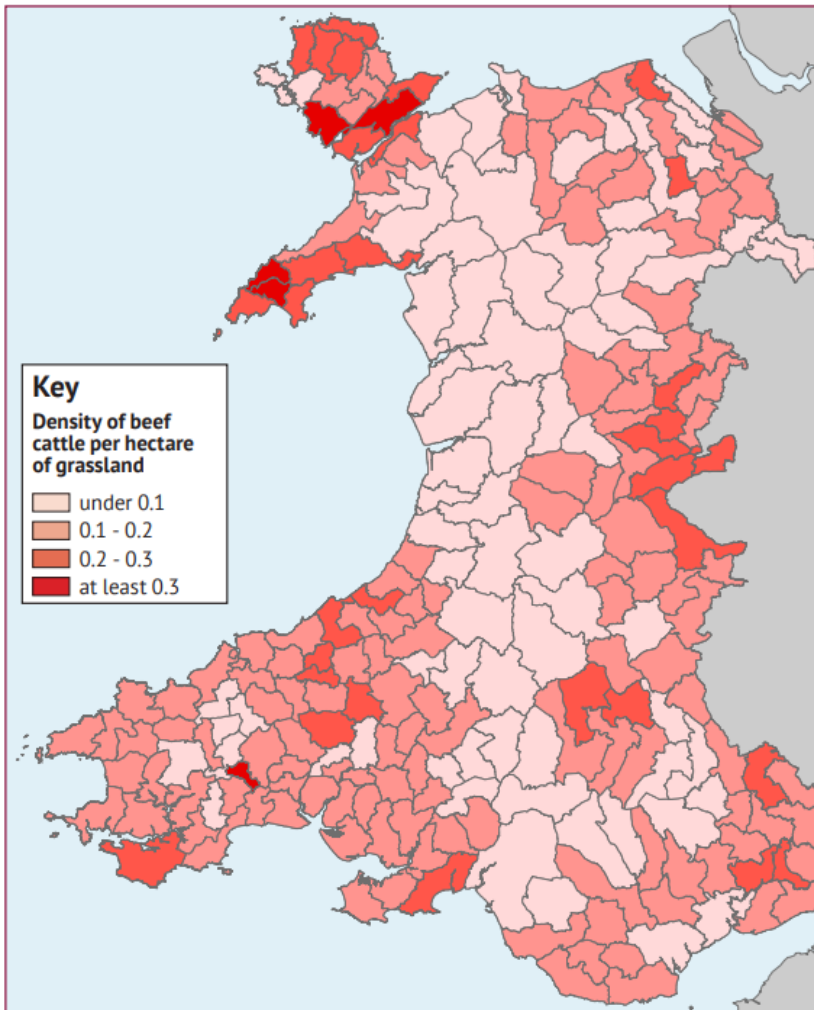 Key
Density of beef
cattle per hectare
of grassland
under 0.1
0.1 - 0.2
0.2 - 0.3
at least 0.3